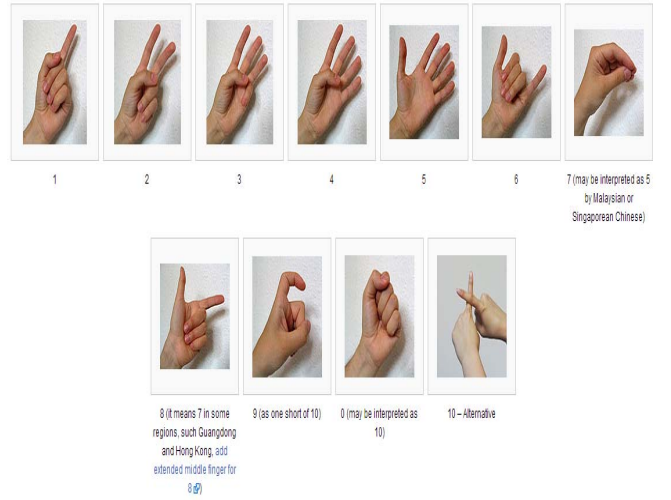 1
2
3
4
5
6
7 (may be interpreted as 5
by Malaysian or
Singaporean Chinese)
8 (it means 7 in some
regions, such Guangdong
and Hong Kong, add
extended middle finger for
8)
9 (as one short of 10)
0 (may be interpreted as
10)
10 – Alternative